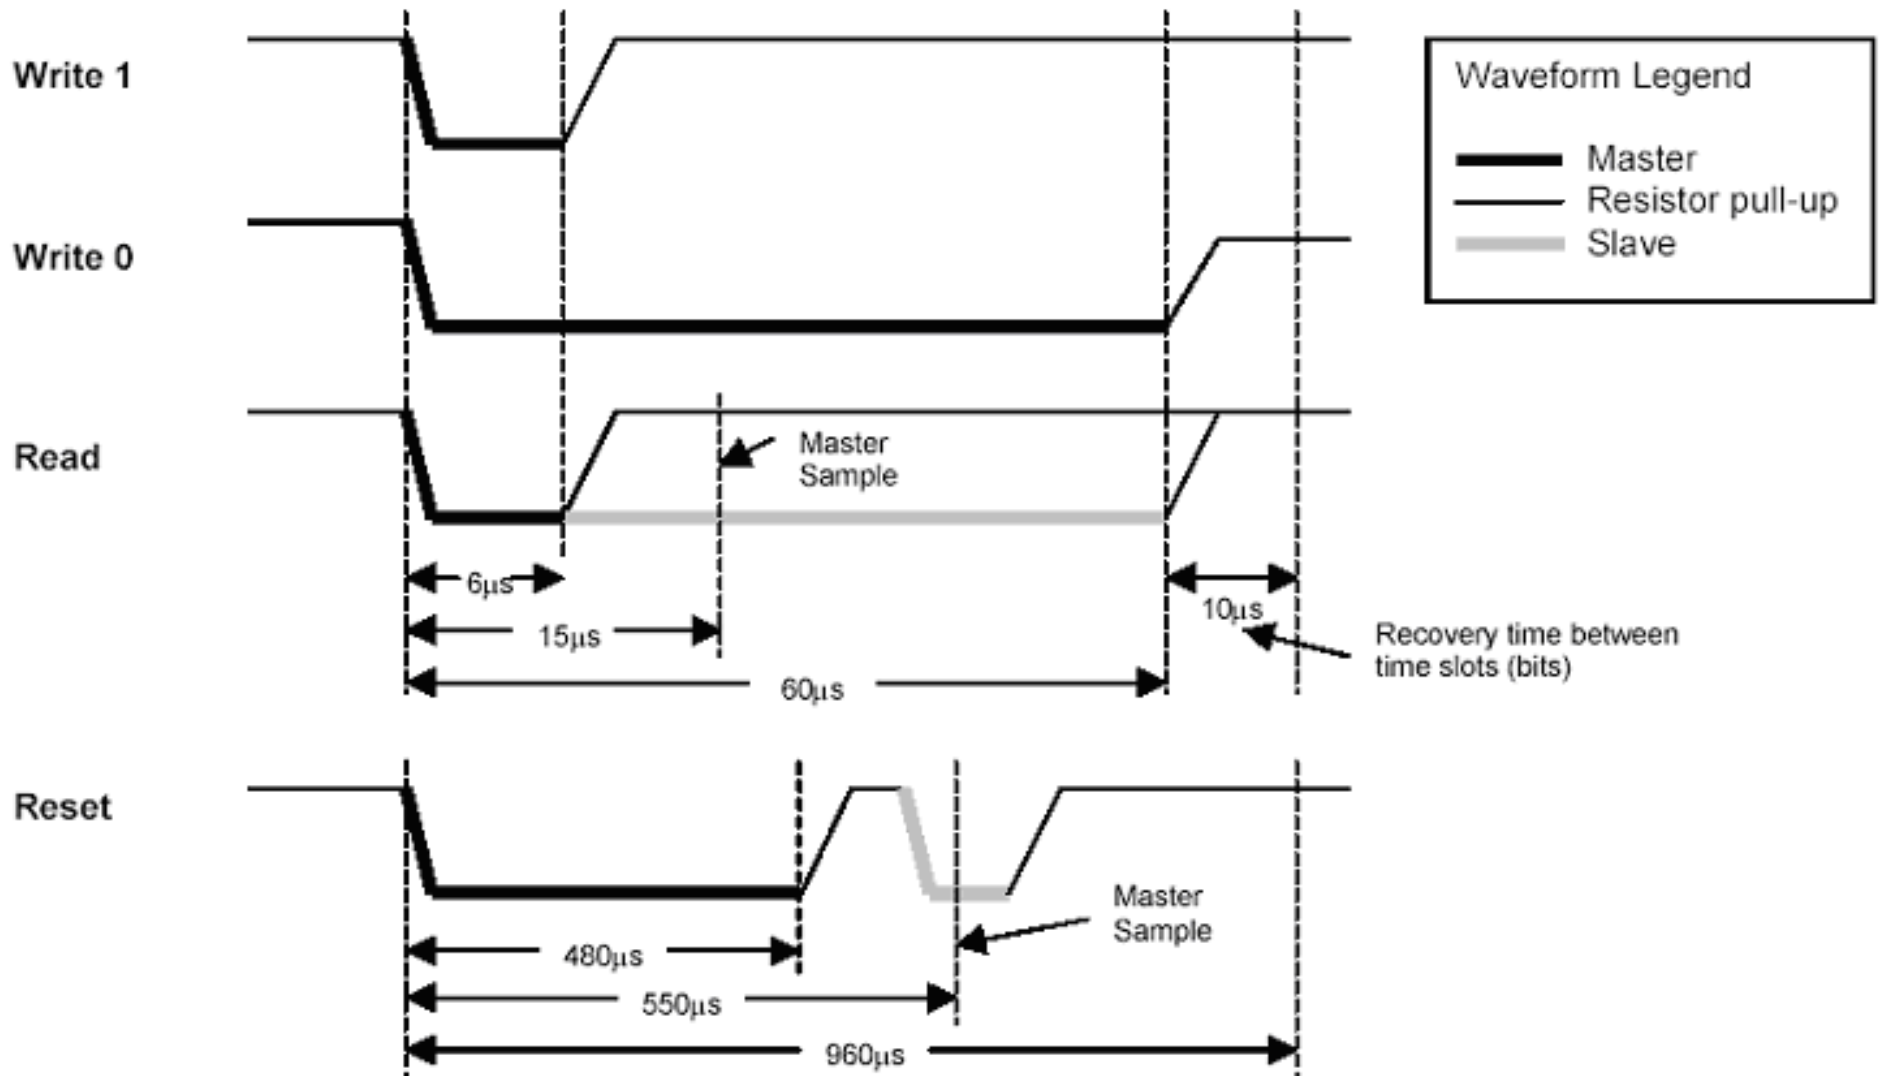 Write 1
Waveform Legend
Master
Resistor pull-up
Slave
Write 0
Read
Master
Sample
6μs
15μs
10μs
Recovery time between
time slots (bits)
60μs
Reset
Master
Sample
480μs
550μs
960μs